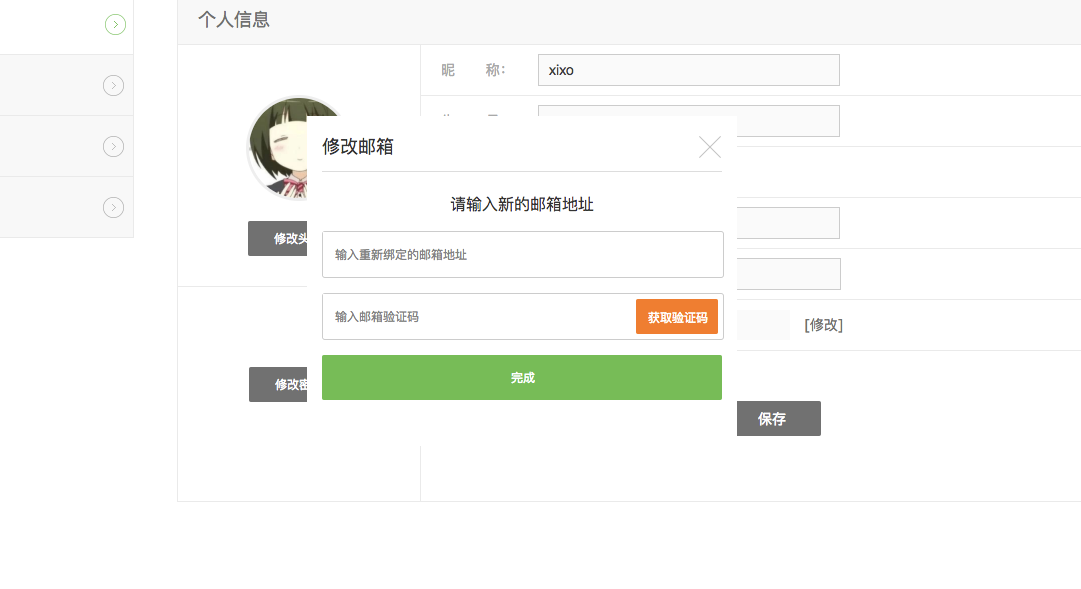 个人信息
昵 称：
xixo
修改邮箱
请输入新的邮箱地址
修改头
输入重新绑定的邮箱地址
输入邮箱验证码
获取验证码
[修改]
修改密
完成
保存